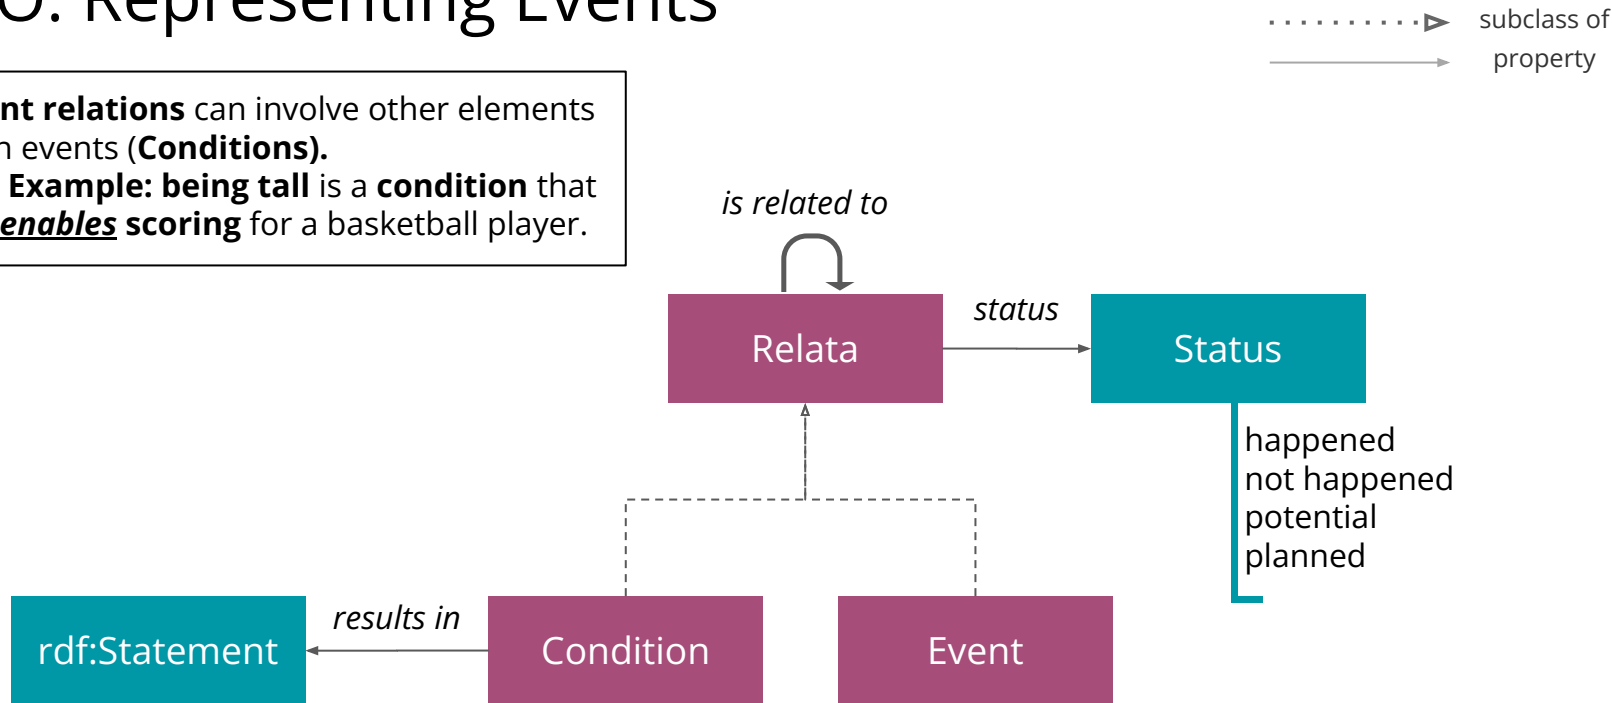 O: Representing Events
subclass of
property
nt relations can involve other elements
n events (Conditions).
Example: being tall is a condition that
enables scoring for a basketball player.
is related to
Relata
status
Status
happened
not happened
potential
planned
rdf:Statement
results in
Condition
Event